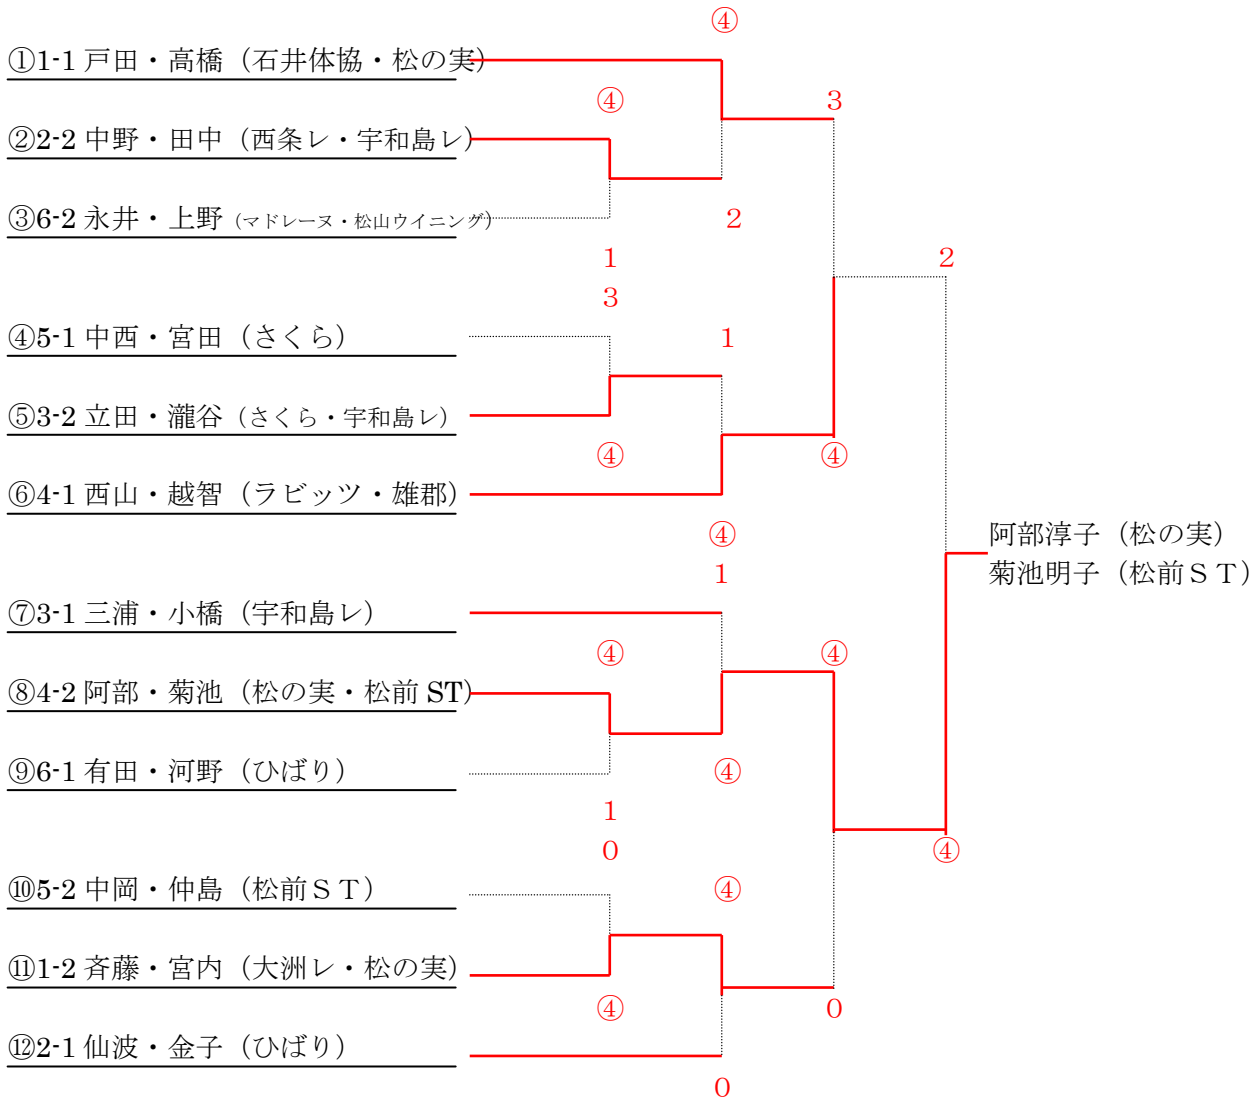 ④
①1-1 戸田・高橋（石井体協・松の実）
④
3
②2-2 中野・田中（西条レ・宇和島レ）
③6-2 永井・上野（マドレーヌ・松山ウイニング）
2
1
2
3
④5-1 中西・宮田（さくら）
1
⑤3-2 立田・瀧谷（さくら・宇和島レ）
④
④
⑥4-1 西山・越智（ラビッツ・雄郡）
④
阿部淳子（松の実）
1
菊池明子（松前ＳＴ）
⑦3-1 三浦・小橋（宇和島レ）
④
④
⑧4-2 阿部・菊池（松の実・松前 ST）
⑨6-1 有田・河野（ひばり）
④
1
0
④
⑩5-2 中岡・仲島（松前ＳＴ）
④
⑪1-2 斉藤・宮内（大洲レ・松の実）
④
0
⑫2-1 仙波・金子（ひばり）
0